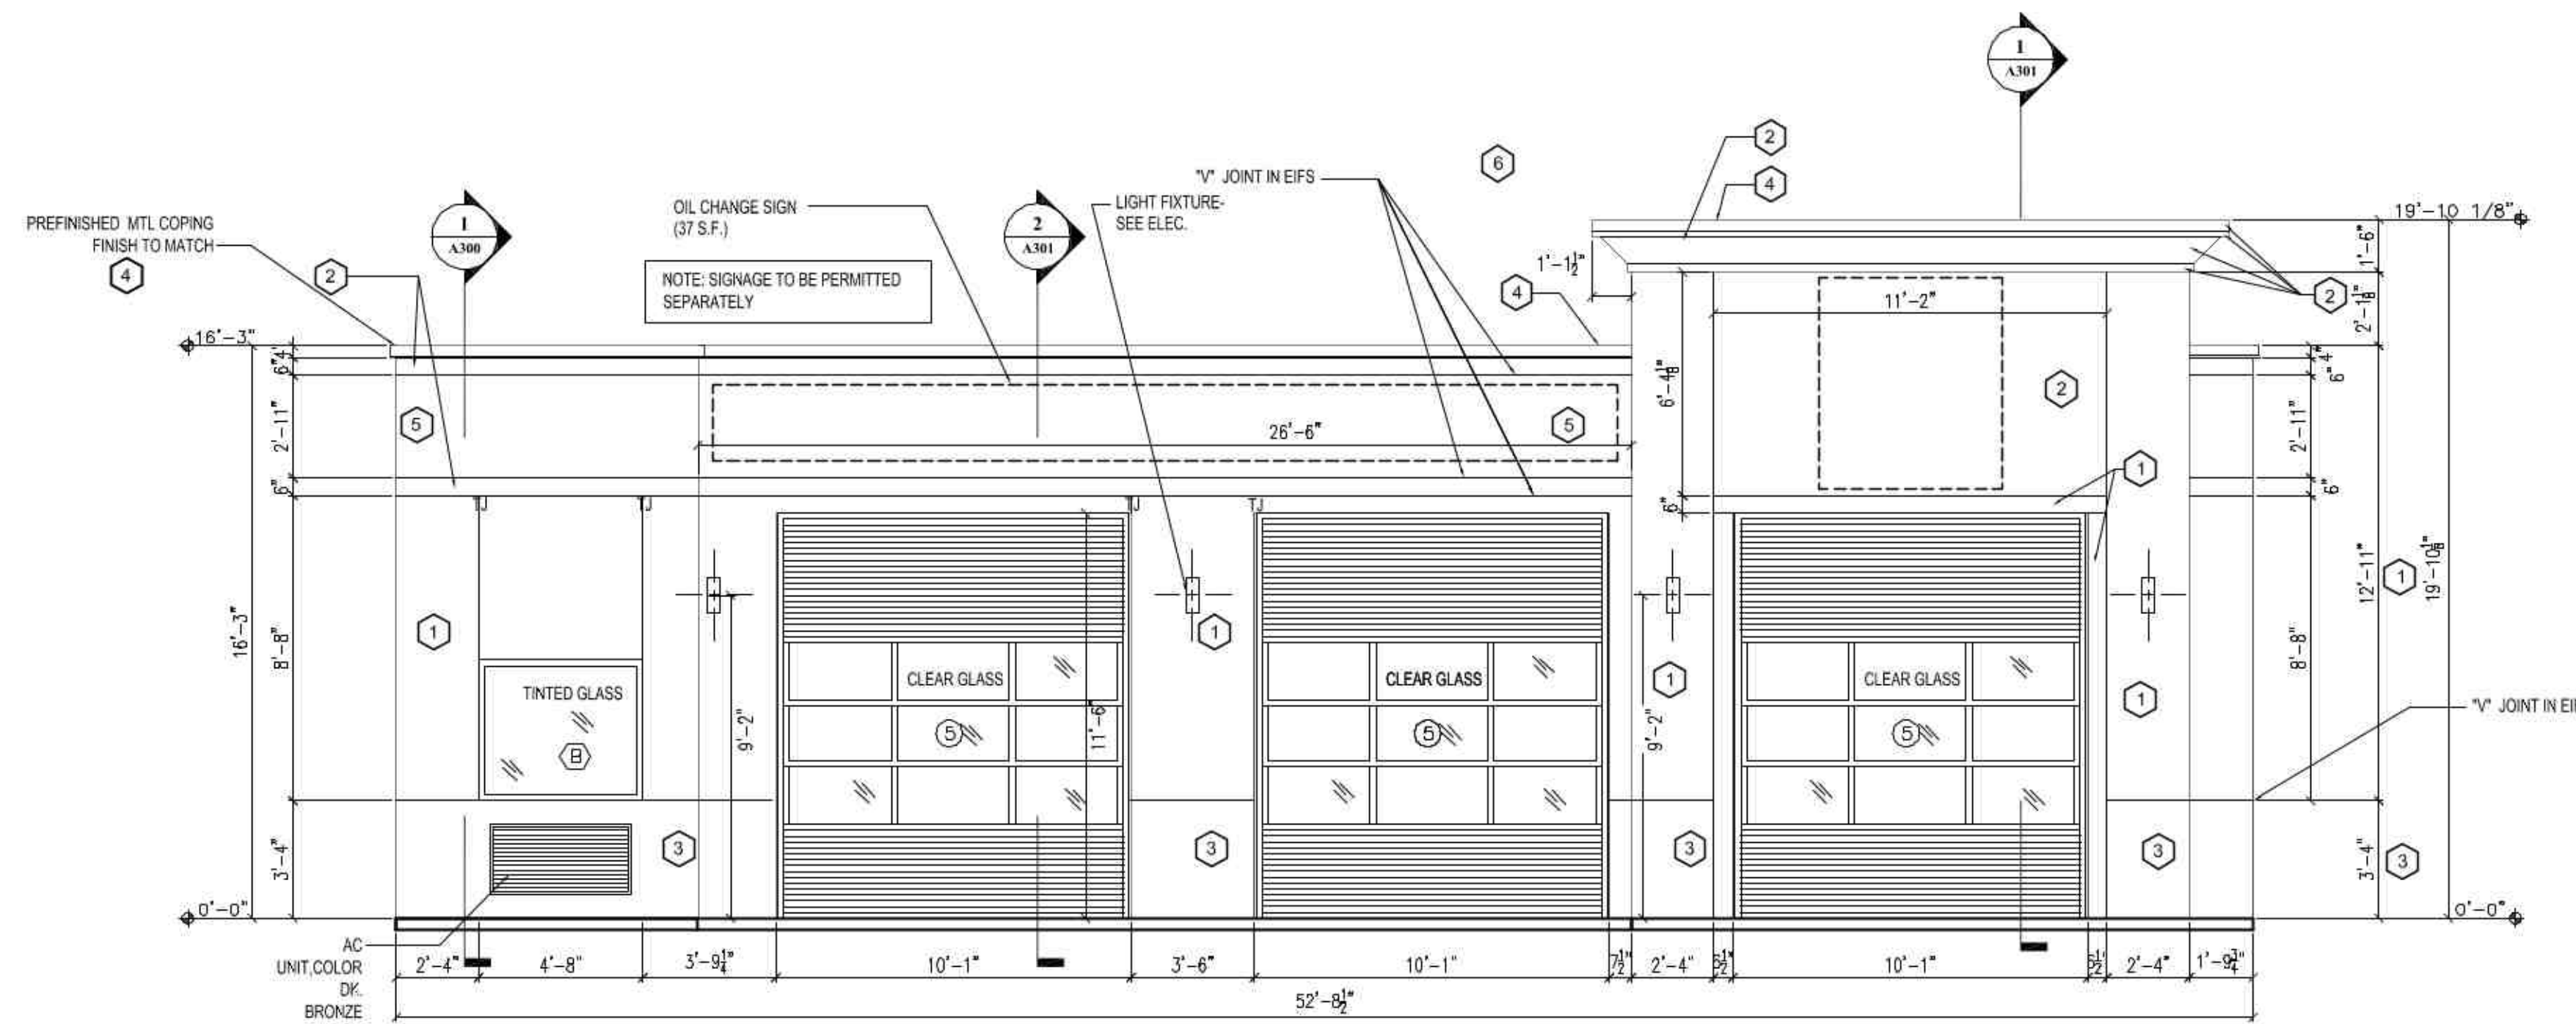 1
A301
2
6
"V" JOINT IN EIFS
4
LIGHT FIXTURE-
SEE ELEC.
OIL CHANGE SIGN
(37 S.F.)
PREFINISHED MTL COPING
FINISH TO MATCH
4
1
A300
2
A301
19'-10 1/8"
2
NOTE: SIGNAGE TO BE PERMITTED
SEPARATELY
1'-1½"
4
11'-2"
1'-6"
2
2'-1⅛"
16'-3"
4"
6"
4"
6"
6'-4⅛"
2
5
26'-6"
5
2'-11"
2'-11"
1
6"
6"
6"
TJ
TJ
TJ
TJ
12'-11"
1
19'-10⅛"
1
1
16'-3"
8'-8"
8'-8"
TINTED GLASS
CLEAR GLASS
CLEAR GLASS
1
CLEAR GLASS
1
"V" JOINT IN EI
B
9'-2"
5
11'-6"
5
9'-2"
5
3'-4"
3
3
3
3
3'-4"
3
0'-0"
0'-0"
AC
UNIT,COLOR
DK.
BRONZE
2'-4"
4'-8"
3'-9¼"
10'-1"
3'-6"
10'-1"
7½"
2'-4"
6½"
10'-1"
6½"
2'-4"
1'-9¾"
52'-8½"